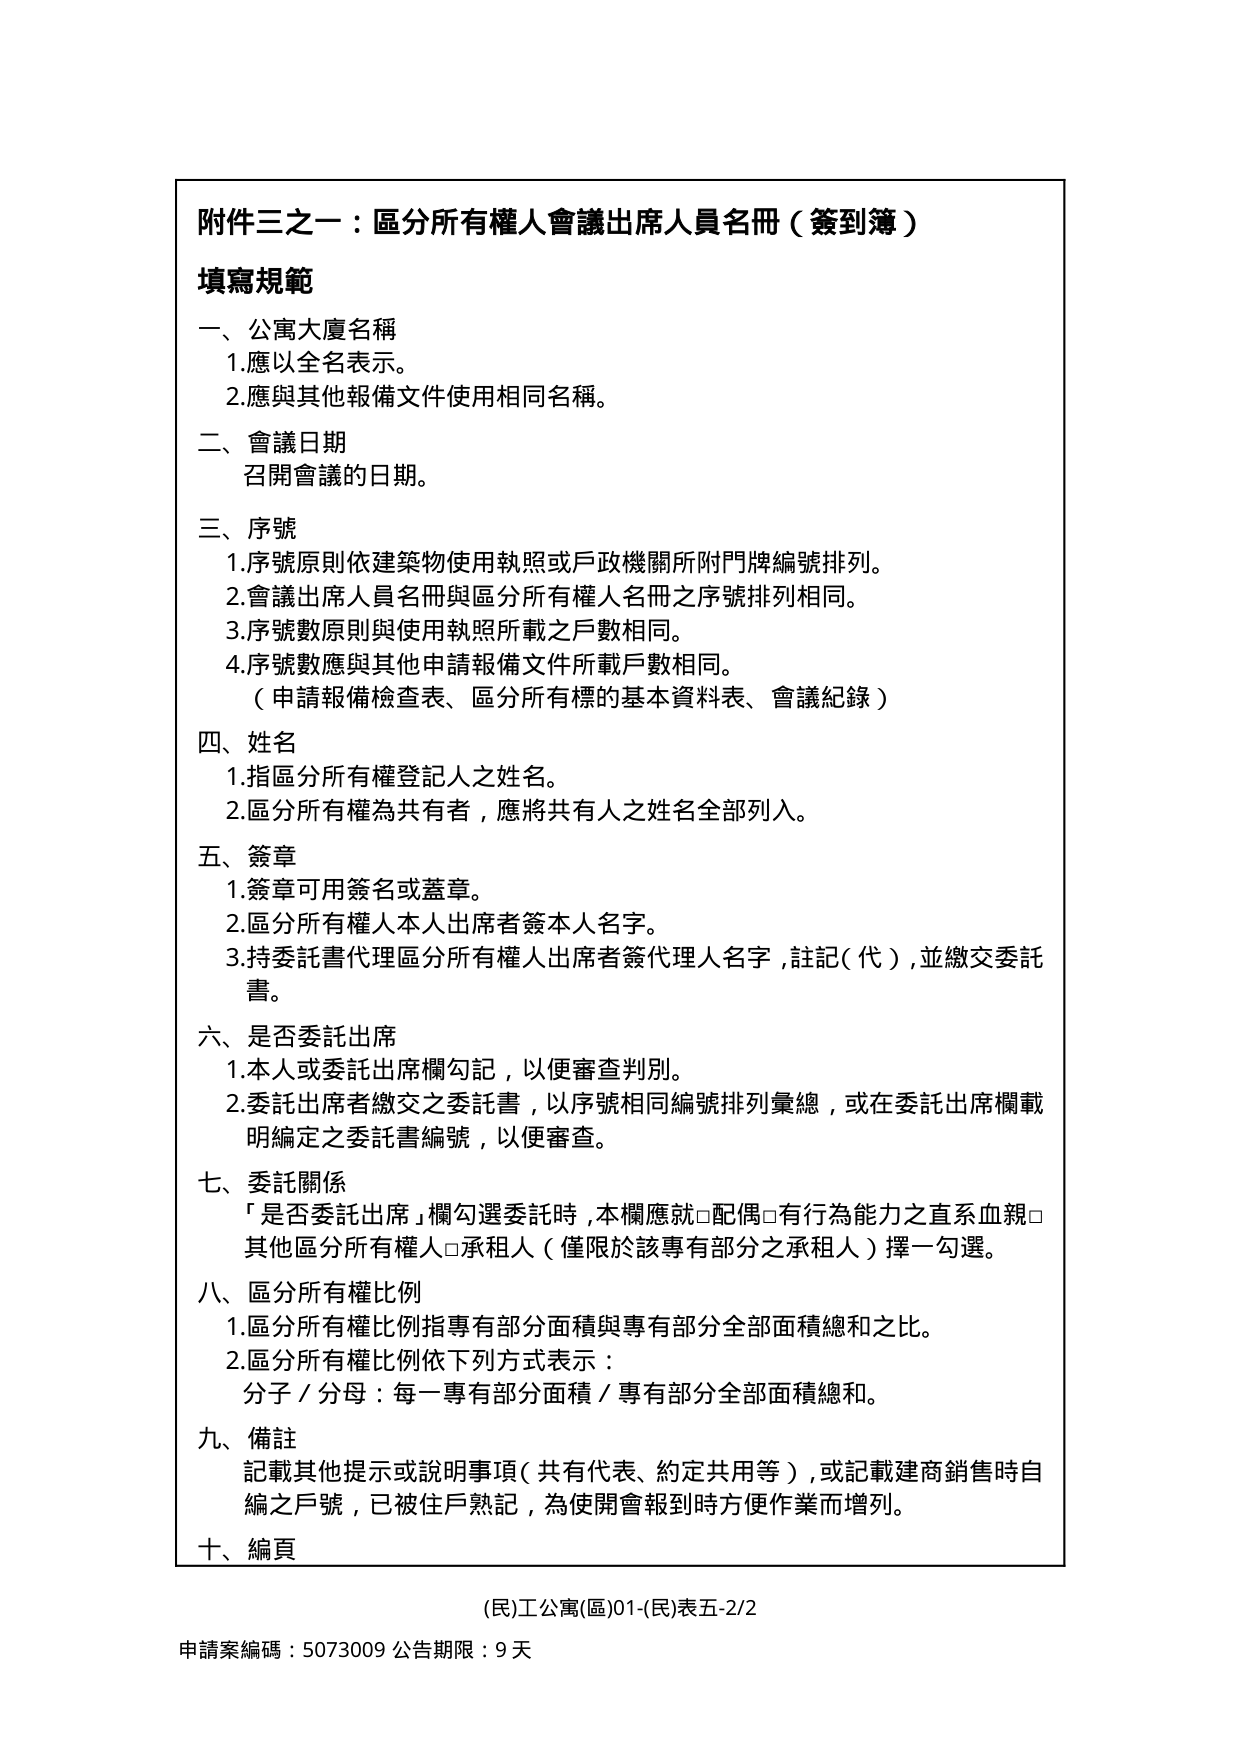 附件三之一：區分所有權人會議出席人員名冊（簽到簿）
填寫規範
一、公寓大廈名稱
1.應以全名表示。
2.應與其他報備文件使用相同名稱。
二、會議日期
召開會議的日期。
三、序號
1.序號原則依建築物使用執照或戶政機關所附門牌編號排列。
2.會議出席人員名冊與區分所有權人名冊之序號排列相同。
3.序號數原則與使用執照所載之戶數相同。
4.序號數應與其他申請報備文件所載戶數相同。
（申請報備檢查表、區分所有標的基本資料表、會議紀錄）
四、姓名
1.指區分所有權登記人之姓名。
2.區分所有權為共有者，應將共有人之姓名全部列入。
五、簽章
1.簽章可用簽名或蓋章。
2.區分所有權人本人出席者簽本人名字。
3.持委託書代理區分所有權人出席者簽代理人名字，註記（代），並繳交委託
書。
六、是否委託出席
1.本人或委託出席欄勾記，以便審查判別。
2.委託出席者繳交之委託書，以序號相同編號排列彙總，或在委託出席欄載
明編定之委託書編號，以便審查。
七、委託關係
「是否委託出席」欄勾選委託時，本欄應就□配偶□有行為能力之直系血親□
其他區分所有權人□承租人（僅限於該專有部分之承租人）擇一勾選。
八、區分所有權比例
1.區分所有權比例指專有部分面積與專有部分全部面積總和之比。
2.區分所有權比例依下列方式表示：
分子／分母：每一專有部分面積／專有部分全部面積總和。
九、備註
記載其他提示或說明事項（共有代表、約定共用等），或記載建商銷售時自
編之戶號，已被住戶熟記，為使開會報到時方便作業而增列。
十、編頁
(民)工公寓(區)01-(民)表五-2/2
申請案編碼：5073009 公告期限：9 天